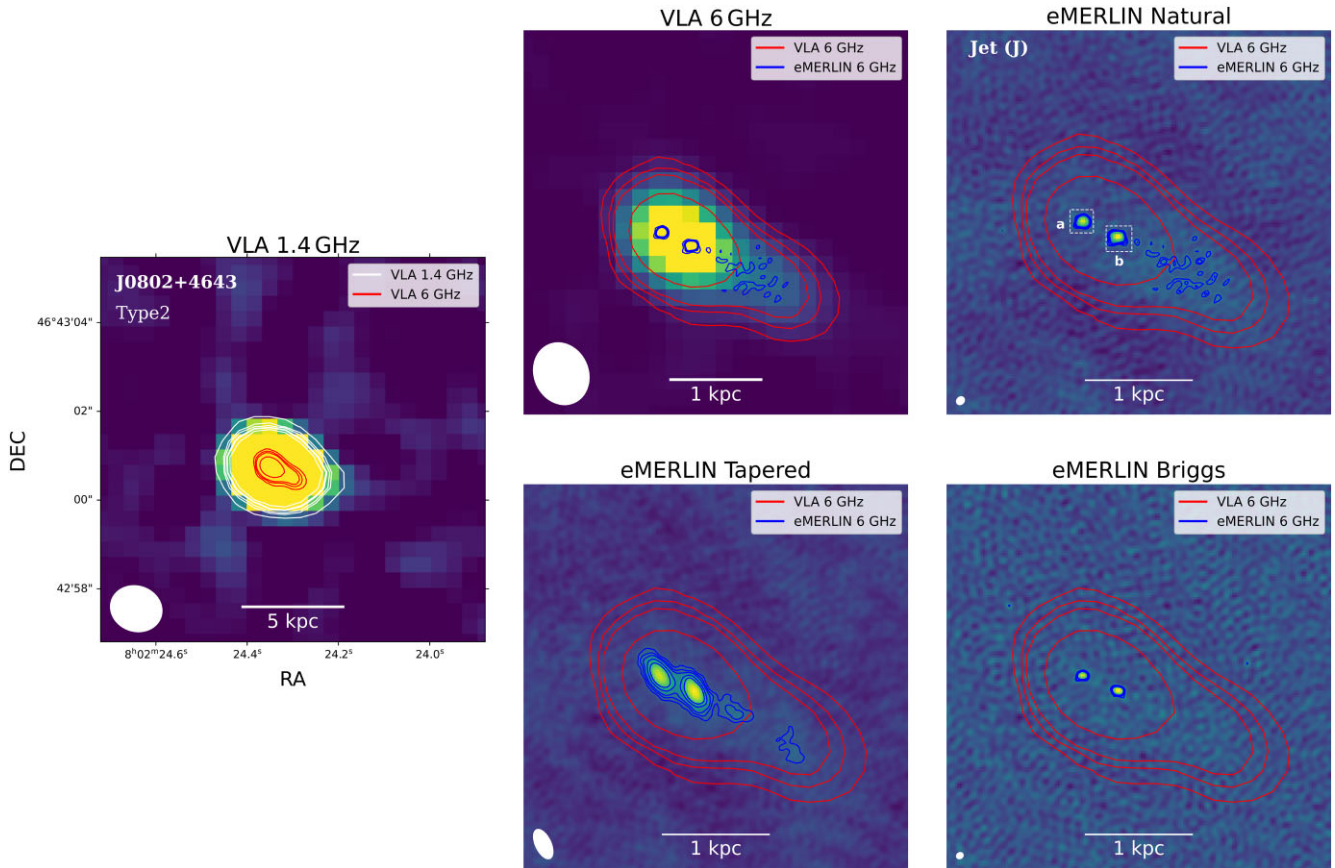 VLA 6 GHz
VLA 6 GHz
eMERLIN 6 GHz
1 kpc
eMERLIN Natural
Jet (J)
VLA 6 GHz
eMERLIN 6 GHz
a
b
1 kpc
VLA 1.4 GHz
J0802+4643
Type2
VLA 1.4 GHz
VLA 6 GHz
46°43'04"
02"
00"
42'58"
DEC
5 kpc
8ʰ02ᵐ24.6ˢ
24.4ˢ
24.2ˢ
24.0ˢ
RA
eMERLIN Tapered
VLA 6 GHz
eMERLIN 6 GHz
1 kpc
eMERLIN Briggs
VLA 6 GHz
eMERLIN 6 GHz
1 kpc